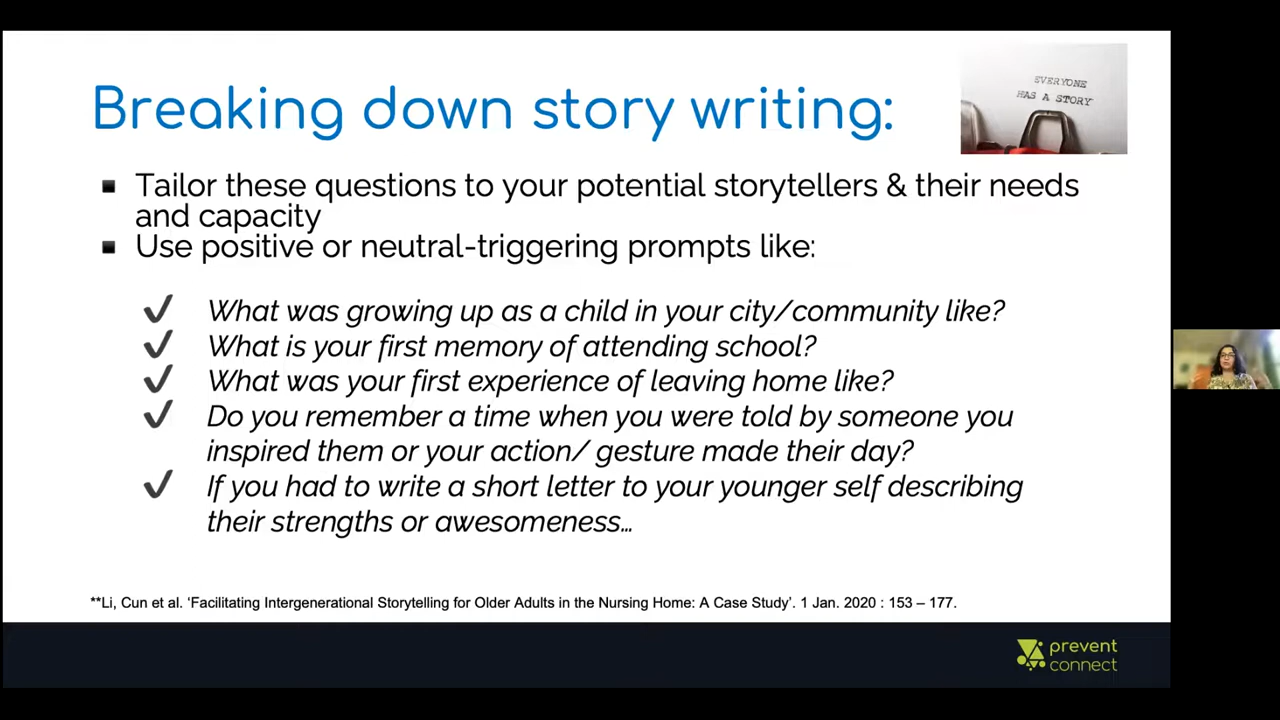 Breaking down story writing:
EVERYONE
HAS A STORY
▪ Tailor these questions to your potential storytellers & their needs
and capacity
▪ Use positive or neutral-triggering prompts like:
✔ What was growing up as a child in your city/community like?
✔ What is your first memory of attending school?
✔ What was your first experience of leaving home like?
✔ Do you remember a time when you were told by someone you
inspired them or your action/ gesture made their day?
✔ If you had to write a short letter to your younger self describing
their strengths or awesomeness…
**Li, Cun et al. ‘Facilitating Intergenerational Storytelling for Older Adults in the Nursing Home: A Case Study’. 1 Jan. 2020 : 153 – 177.
prevent
connect